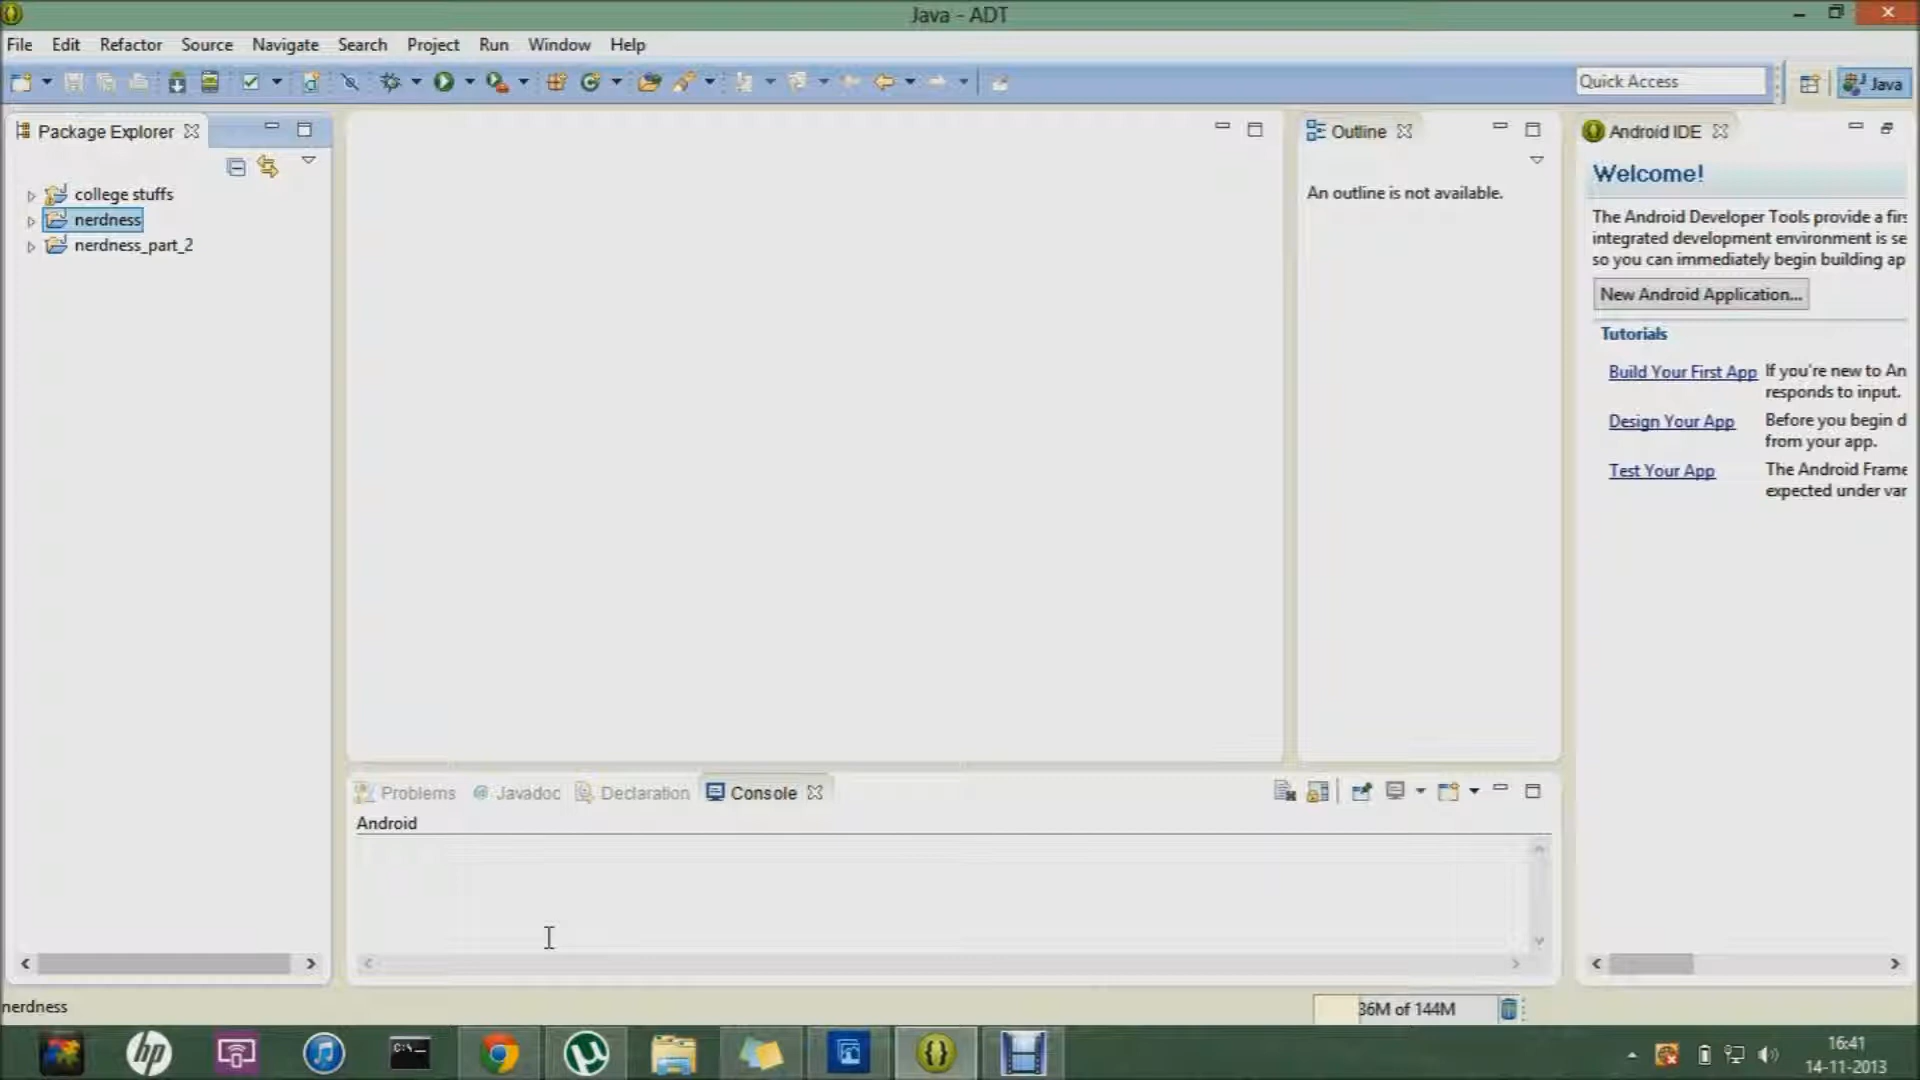 Java - ADT
File Edit Refactor Source Navigate Search Project Run Window Help
Quick Access
Java
Package Explorer
college stuffs
nerdness
nerdness_part_2
Outline
An outline is not available.
Android IDE
Welcome!
The Android Developer Tools provide a firs
integrated development environment is se
so you can immediately begin building ap
New Android Application...
Tutorials
Build Your First App
If you're new to An
responds to input.
Design Your App
Before you begin d
from your app.
Test Your App
The Android Frame
expected under var
Problems Javadoc Declaration Console
Android
nerdness
36M of 144M
hp
C:\_
16:41
14-11-2013